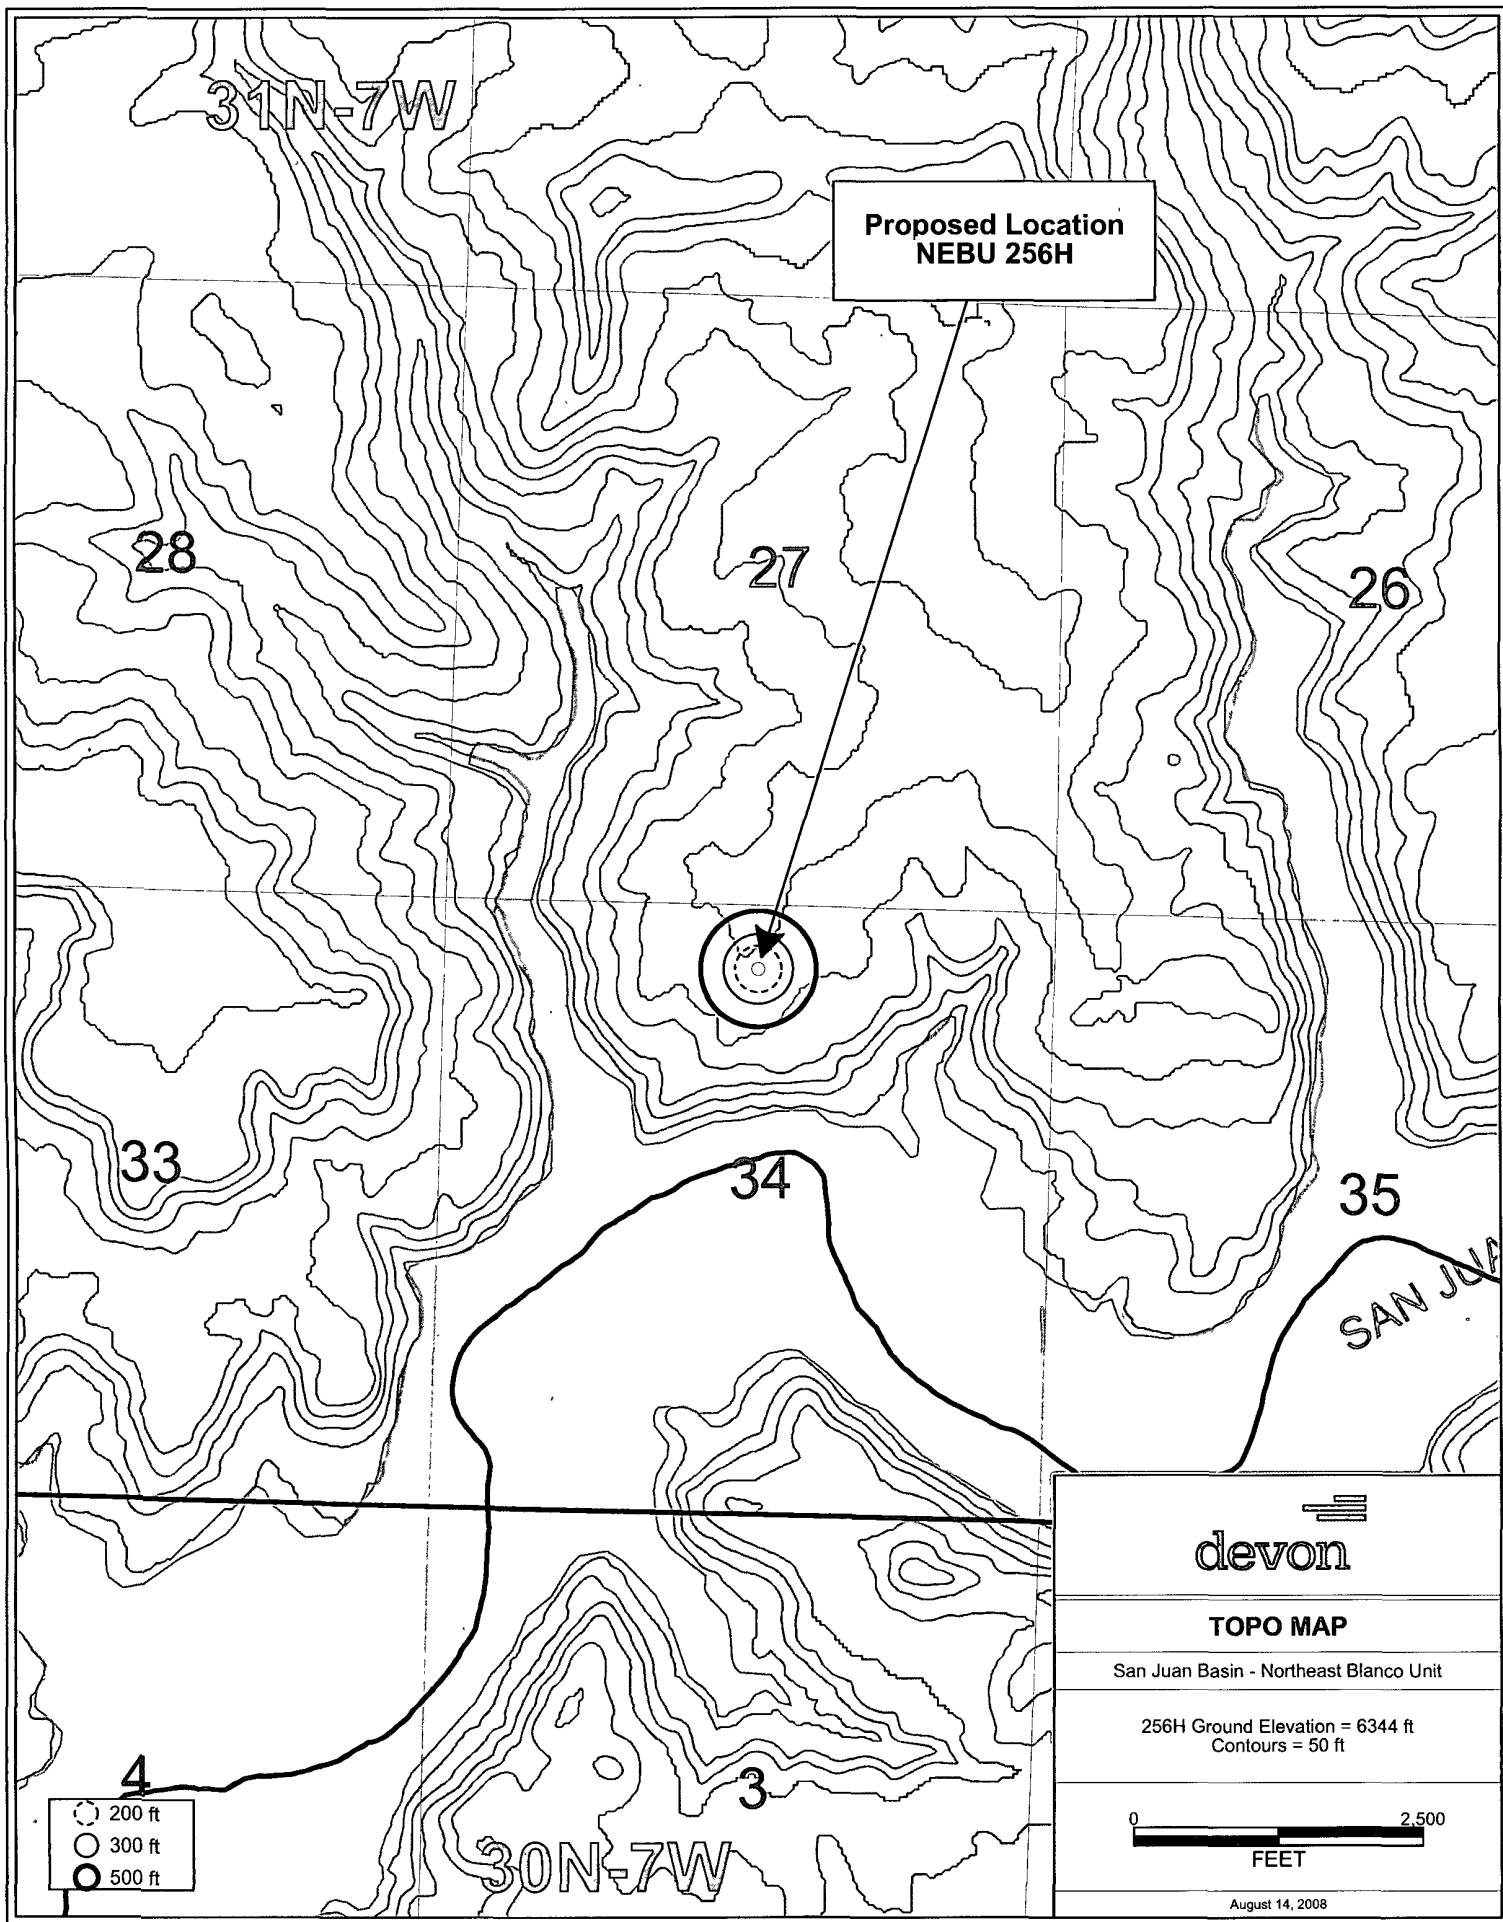 31N-7W
Proposed Location
NEBU 256H
28
27
26
33
34
35
SAN JUA
devon
TOPO MAP
San Juan Basin - Northeast Blanco Unit
256H Ground Elevation = 6344 ft
Contours = 50 ft
0 2,500
FEET
August 14, 2008
4
3
200 ft
300 ft
500 ft
30N-7W